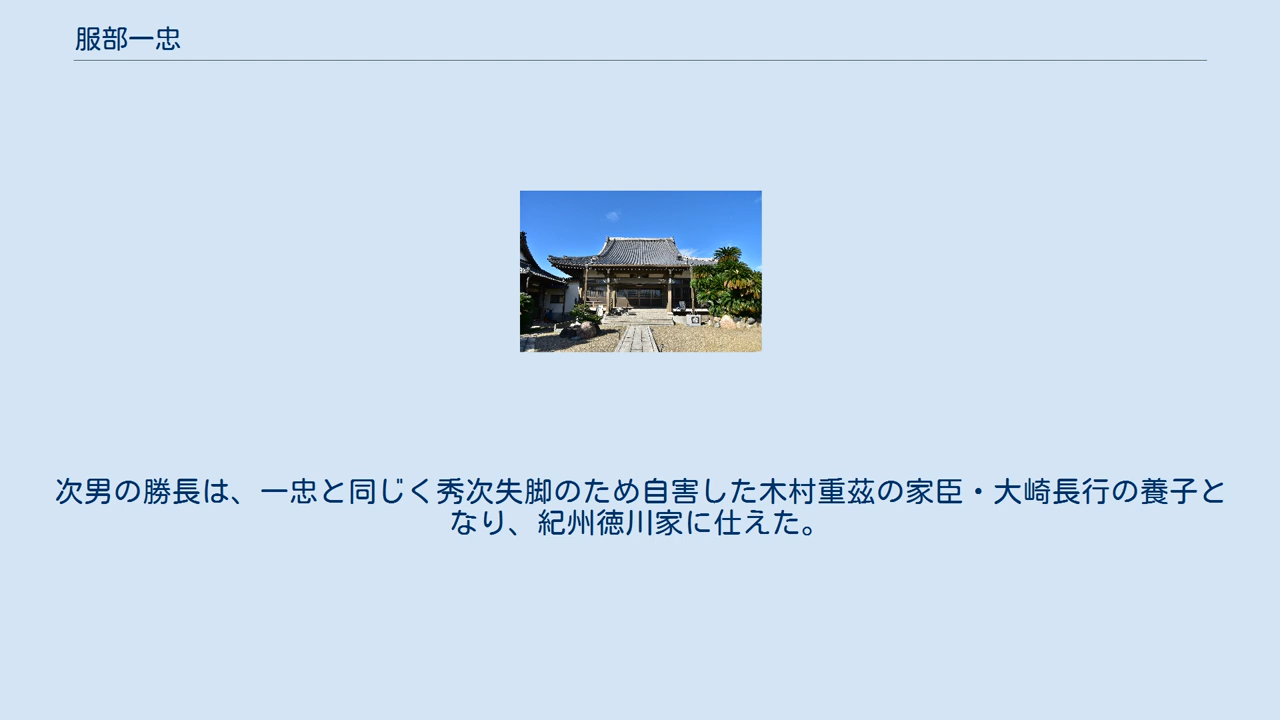 服部一忠
次男の勝長は、一忠と同じく秀次失脚のため自害した木村重茲の家臣・大崎長行の養子と
なり、紀州徳川家に仕えた。